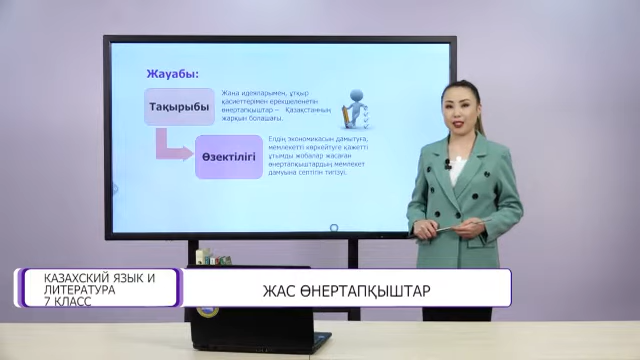 Жауабы:
Тақырыбы
Жаңа идеяларымен, ұтқыр
қасиеттерімен ерекшеленетін
өнертапқыштар – Қазақстанның
жарқын болашағы.
Өзектілігі
Елдің экономикасын дамытуға,
мемлекетті көркейтуге қажетті
ұтымды жобалар жасаған
өнертапқыштардың мемлекет
дамуына септігін тигізуі.
КАЗАХСКИЙ ЯЗЫК И
ЛИТЕРАТУРА
7 КЛАСС
ЖАС ӨНЕРТАПҚЫШТАР